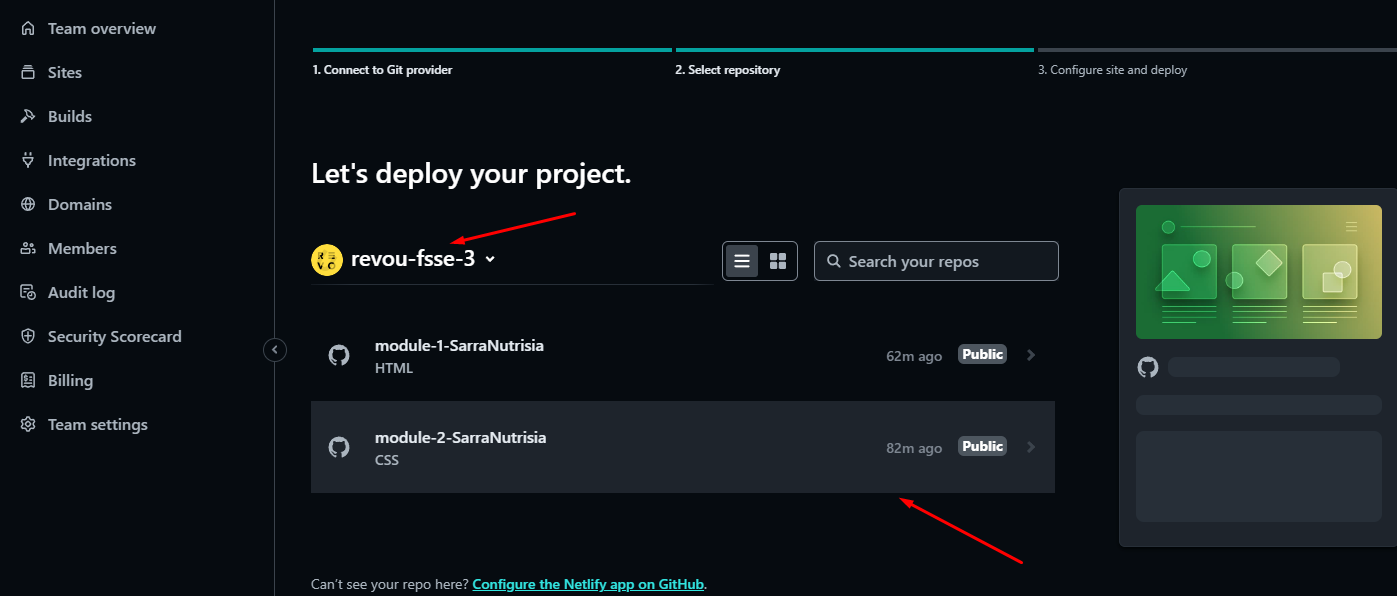 Team overview
Sites
Builds
Integrations
Domains
Members
Audit log
Security Scorecard
Billing
Team settings
1. Connect to Git provider
2. Select repository
3. Configure site and deploy
Let's deploy your project.
revou-fsse-3
Search your repos
module-1-SarraNutrisia
HTML
62m ago
Public
module-2-SarraNutrisia
CSS
82m ago
Public
Can't see your repo here? Configure the Netlify app on GitHub.